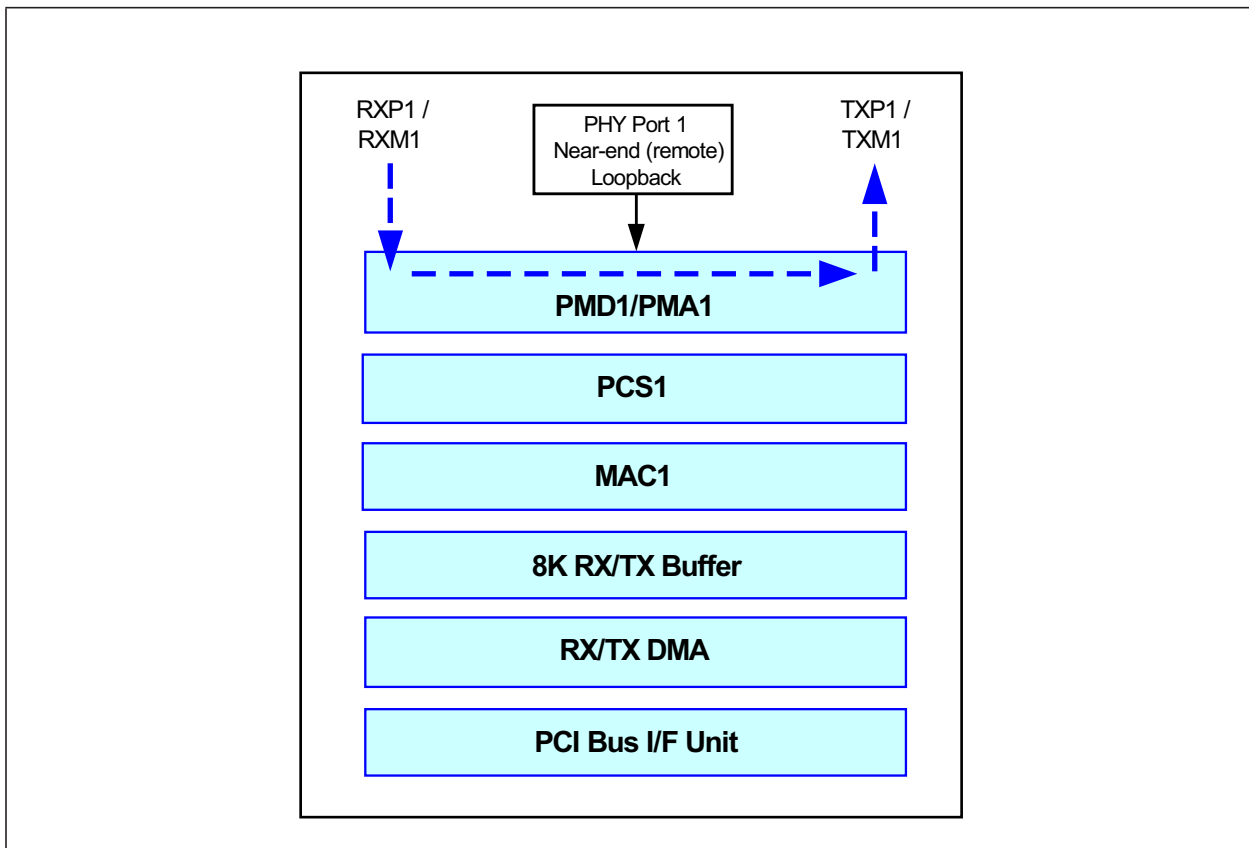 RXP1 /
RXM1
PHY Port 1
Near-end (remote)
Loopback
TXP1 /
TXM1
PMD1/PMA1
PCS1
MAC1
8K RX/TX Buffer
RX/TX DMA
PCI Bus I/F Unit